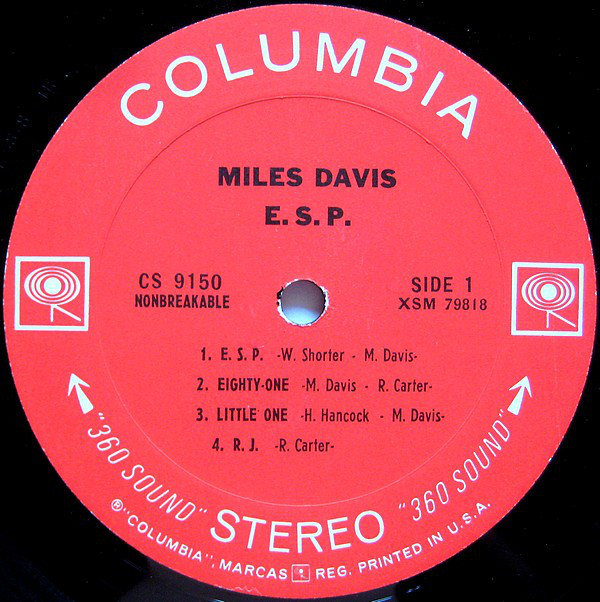 COLUMBIA
MILES DAVIS
E. S. P.
CS 9150
NONBREAKABLE
SIDE 1
XSM 79818
1. E. S. P. -W. Shorter - M. Davis-
2. EIGHTY-ONE -M. Davis - R. Carter-
3. LITTLE ONE -H. Hancock - M. Davis-
4. R. J. -R. Carter-
"360 SOUND" STEREO "360 SOUND"
®"COLUMBIA", MARCAS REG. PRINTED IN U.S.A.